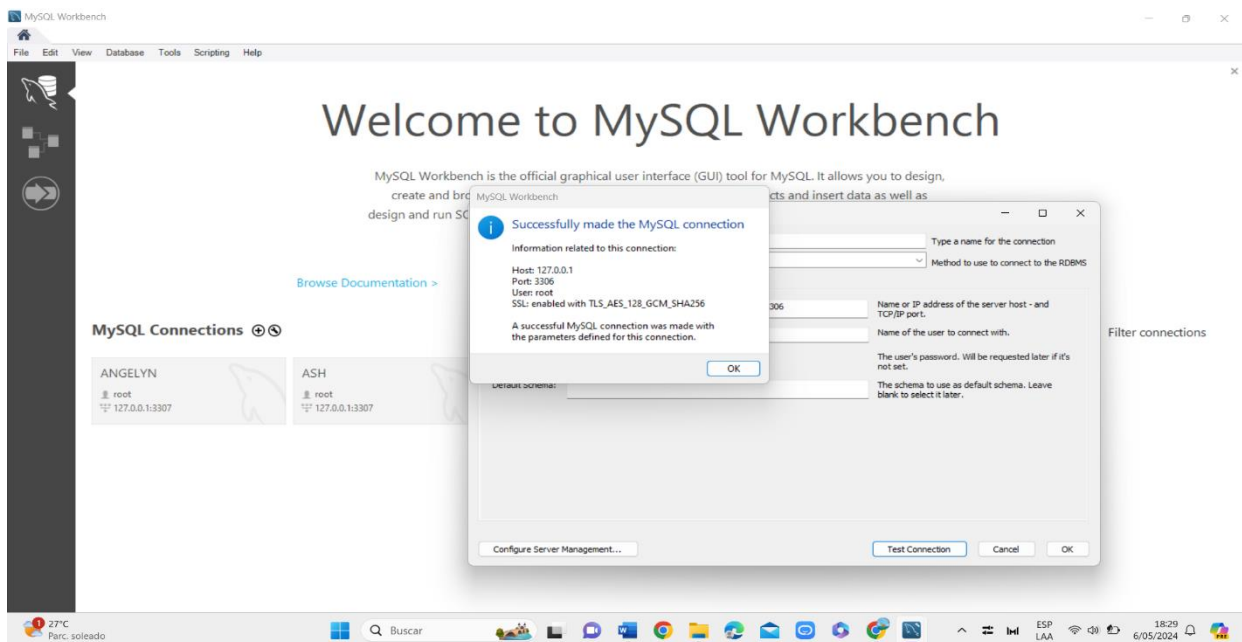 MySQL Workbench
File Edit View Database Tools Scripting Help
Welcome to MySQL Workbench
MySQL Workbench is the official graphical user interface (GUI) tool for MySQL. It allows you to design,
create and bro
cts and insert data as well as
design and run SC
Browse Documentation >
MySQL Connections
Filter connections
ANGELYN
root
127.0.0.1:3307
ASH
root
127.0.0.1:3307
MySQL Workbench
Successfully made the MySQL connection
Information related to this connection:
Host: 127.0.0.1
Port: 3306
User: root
SSL: enabled with TLS_AES_128_GCM_SHA256
A successful MySQL connection was made with
the parameters defined for this connection.
OK
Type a name for the connection
Method to use to connect to the RDBMS
306
Name or IP address of the server host - and
TCP/IP port.
Name of the user to connect with.
The user's password. Will be requested later if it's
not set.
Default Schema:
The schema to use as default schema. Leave
blank to select it later.
Configure Server Management...
Test Connection
Cancel
OK
1
27°C
Parc. soleado
Buscar
ESP
LAA
18:29
6/05/2024